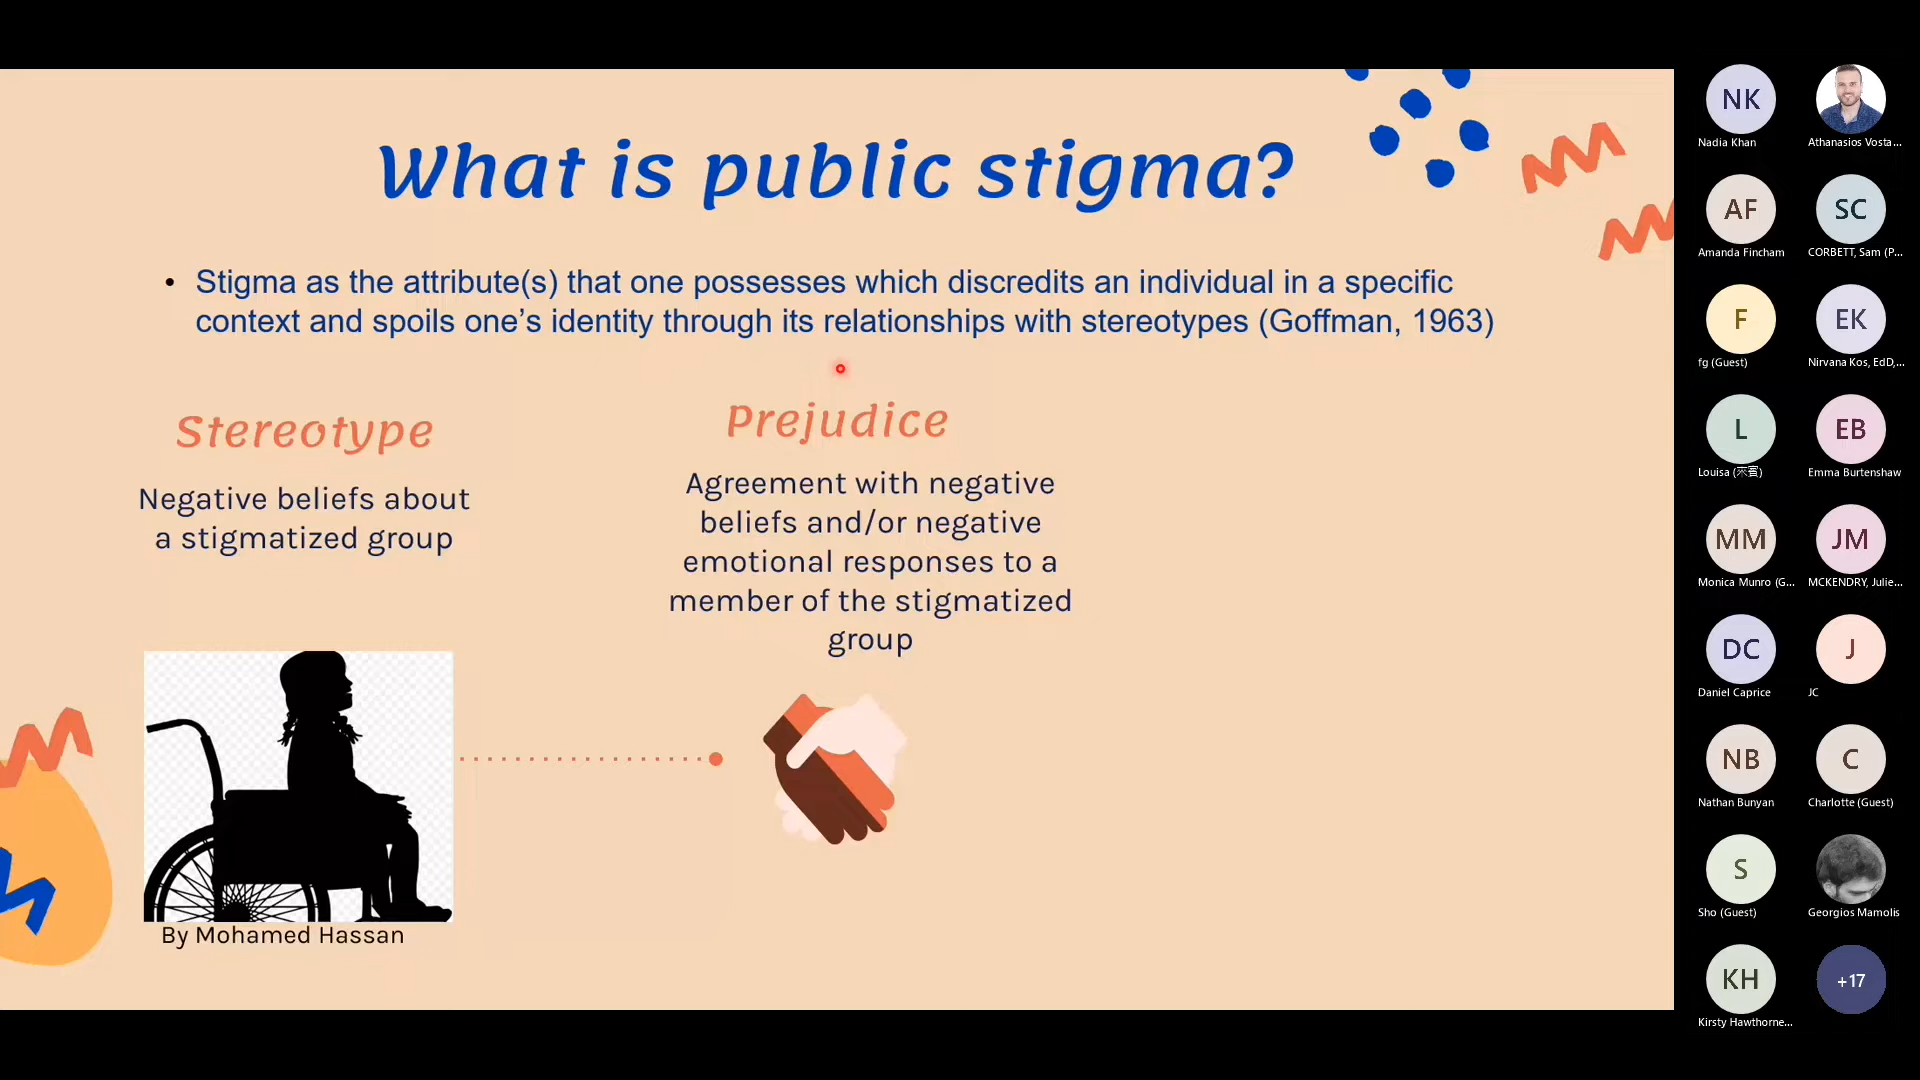 What is public stigma?
• Stigma as the attribute(s) that one possesses which discredits an individual in a specific
context and spoils one’s identity through its relationships with stereotypes (Goffman, 1963)
Stereotype
Negative beliefs about
a stigmatized group
Prejudice
Agreement with negative
beliefs and/or negative
emotional responses to a
member of the stigmatized
group
By Mohamed Hassan
NK
Nadia Khan
Athanasios Vosta...
AF
Amanda Fincham
SC
CORBETT, Sam (P...
F
fg (Guest)
EK
Nirvana Kos, EdD,...
L
Louisa (来賓)
EB
Emma Burtenshaw
MM
Monica Munro (G...
JM
MCKENDRY, Julie...
DC
Daniel Caprice
J
JC
NB
Nathan Bunyan
C
Charlotte (Guest)
S
Sho (Guest)
Georgios Mamolis
KH
Kirsty Hawthorne...
+17